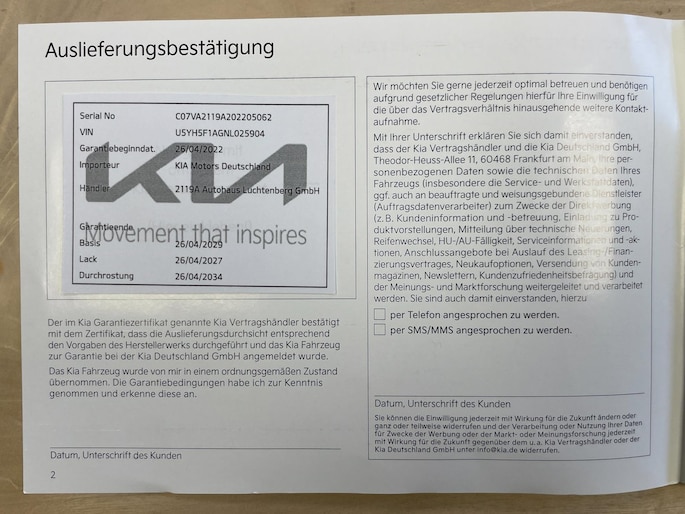 Auslieferungsbestätigung
Serial No C07VA2119A202205062
VIN U5YH5F1AGNL025904
Garantiebeginndat. 26/04/2022
Importeur KIA Motors Deutschland
KIA
Händler 2119A Autohaus Luchtenberg GmbH
Garantieende
Movement that inspires
Basis 26/04/2029
Lack 26/04/2027
Durchrostung 26/04/2034
Der im Kia Garantiezertifikat genannte Kia Vertragshändler bestätigt
mit dem Zertifikat, dass die Auslieferungsdurchsicht entsprechend
den Vorgaben des Herstellerwerks durchgeführt und das Kia Fahrzeug
zur Garantie bei der Kia Deutschland GmbH angemeldet wurde.
Das Kia Fahrzeug wurde von mir in einem ordnungsgemäßen Zustand
übernommen. Die Garantiebedingungen habe ich zur Kenntnis
genommen und erkenne diese an.
Datum, Unterschrift des Kunden
2
Wir möchten Sie gerne jederzeit optimal betreuen und benötigen
aufgrund gesetzlicher Regelungen hierfür Ihre Einwilligung für
die über das Vertragsverhältnis hinausgehende weitere Kontakt-
aufnahme.
Mit Ihrer Unterschrift erklären Sie sich damit einverstanden,
dass der Kia Vertragshändler und die Kia Deutschland GmbH,
Theodor-Heuss-Allee 11, 60468 Frankfurt am Main, Ihre per-
sonenbezogenen Daten sowie die technischen Daten Ihres
Fahrzeugs (insbesondere die Service- und Werkstattdaten),
ggf. auch an beauftragte und weisungsgebundene Dienstleister
(Auftragsdatenverarbeiter) zum Zwecke der Direktwerbung
(z.B. Kundeninformation und -betreuung, Einladung zu Pro-
duktvorstellungen, Mitteilung über technische Neuerungen,
Reifenwechsel, HU-/AU-Fälligkeit, Serviceinformationen und -ak-
tionen, Anschlussangebote bei Auslauf des Leasing-/Finan-
zierungsvertrages, Neukaufoptionen, Versendung von Kunden-
magazinen, Newslettern, Kundenzufriedenheitsbefragung) und
der Meinungs- und Marktforschung weitergeleitet und verarbeitet
werden. Sie sind auch damit einverstanden, hierzu
per Telefon angesprochen zu werden.
per SMS/MMS angesprochen zu werden.
Datum, Unterschrift des Kunden
Sie können die Einwilligung jederzeit mit Wirkung für die Zukunft ändern oder
ganz oder teilweise widerrufen und der Verarbeitung oder Nutzung Ihrer Daten
für Zwecke der Werbung oder der Markt- oder Meinungsforschung jederzeit
mit Wirkung für die Zukunft gegenüber dem u. a. Kia Vertragshändler oder der
Kia Deutschland GmbH unter info@kia.de widerrufen.